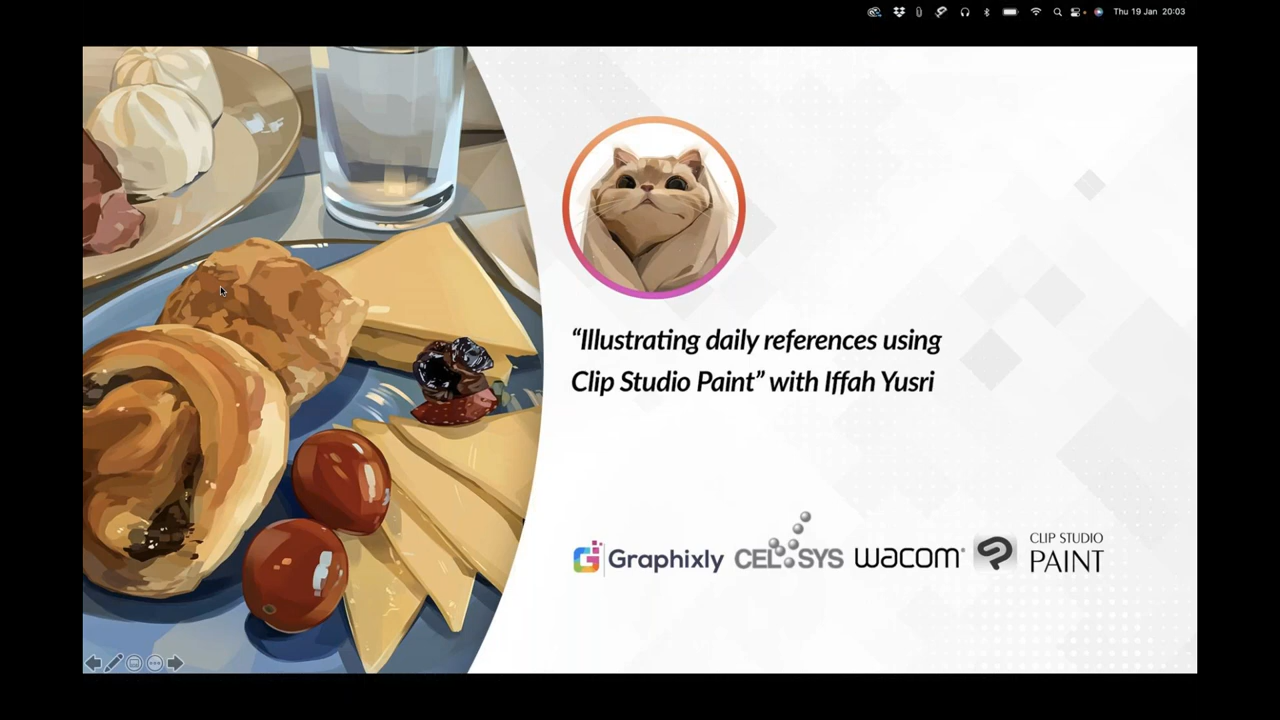 Thu 19 Jan 20:03
“Illustrating daily references using
Clip Studio Paint” with Iffah Yusri
Graphixly
CELSYS
wacom
CLIP STUDIO
PAINT